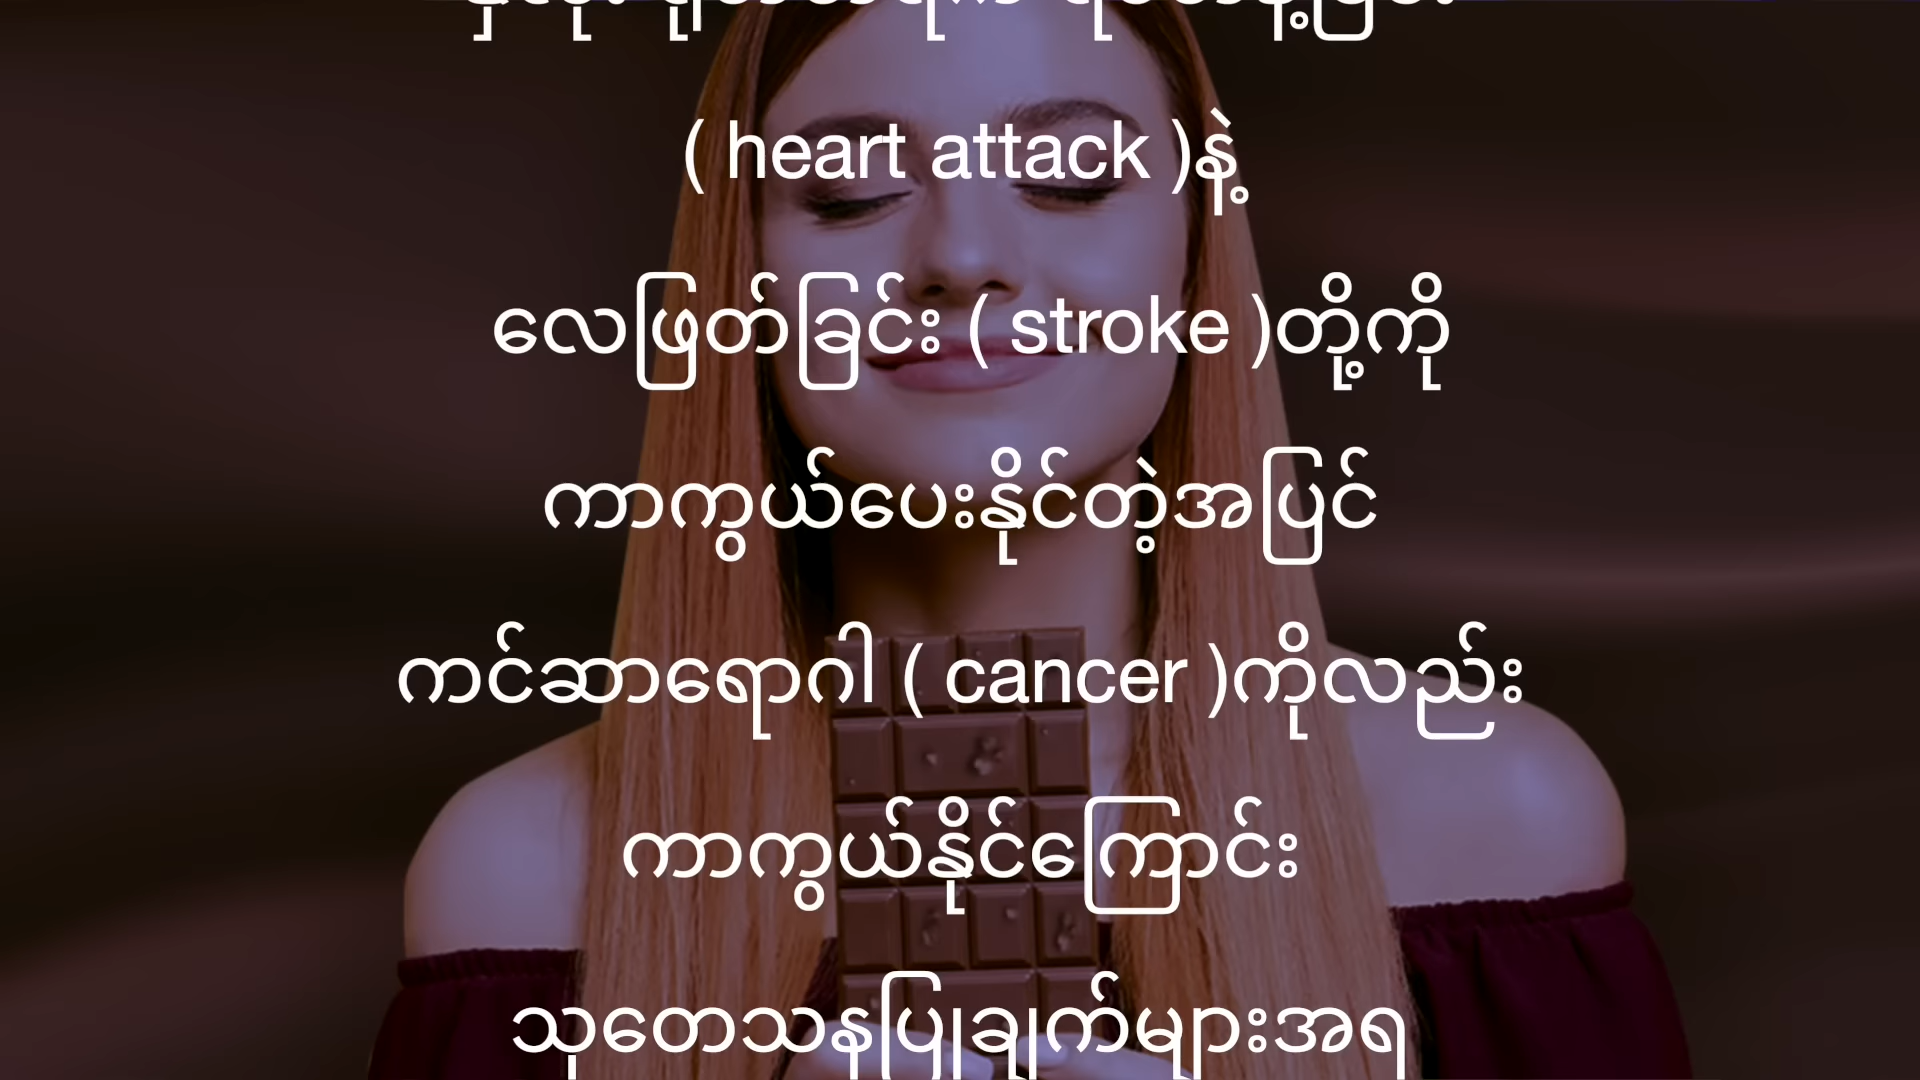 ( heart attack )နဲ့
လေဖြတ်ခြင်း ( stroke )တို့ကို
ကာကွယ်ပေးနိုင်တဲ့အပြင်
ကင်ဆာရောဂါ ( cancer )ကိုလည်း
ကာကွယ်နိုင်ကြောင်း
သုတေသနပြုချက်များအရ